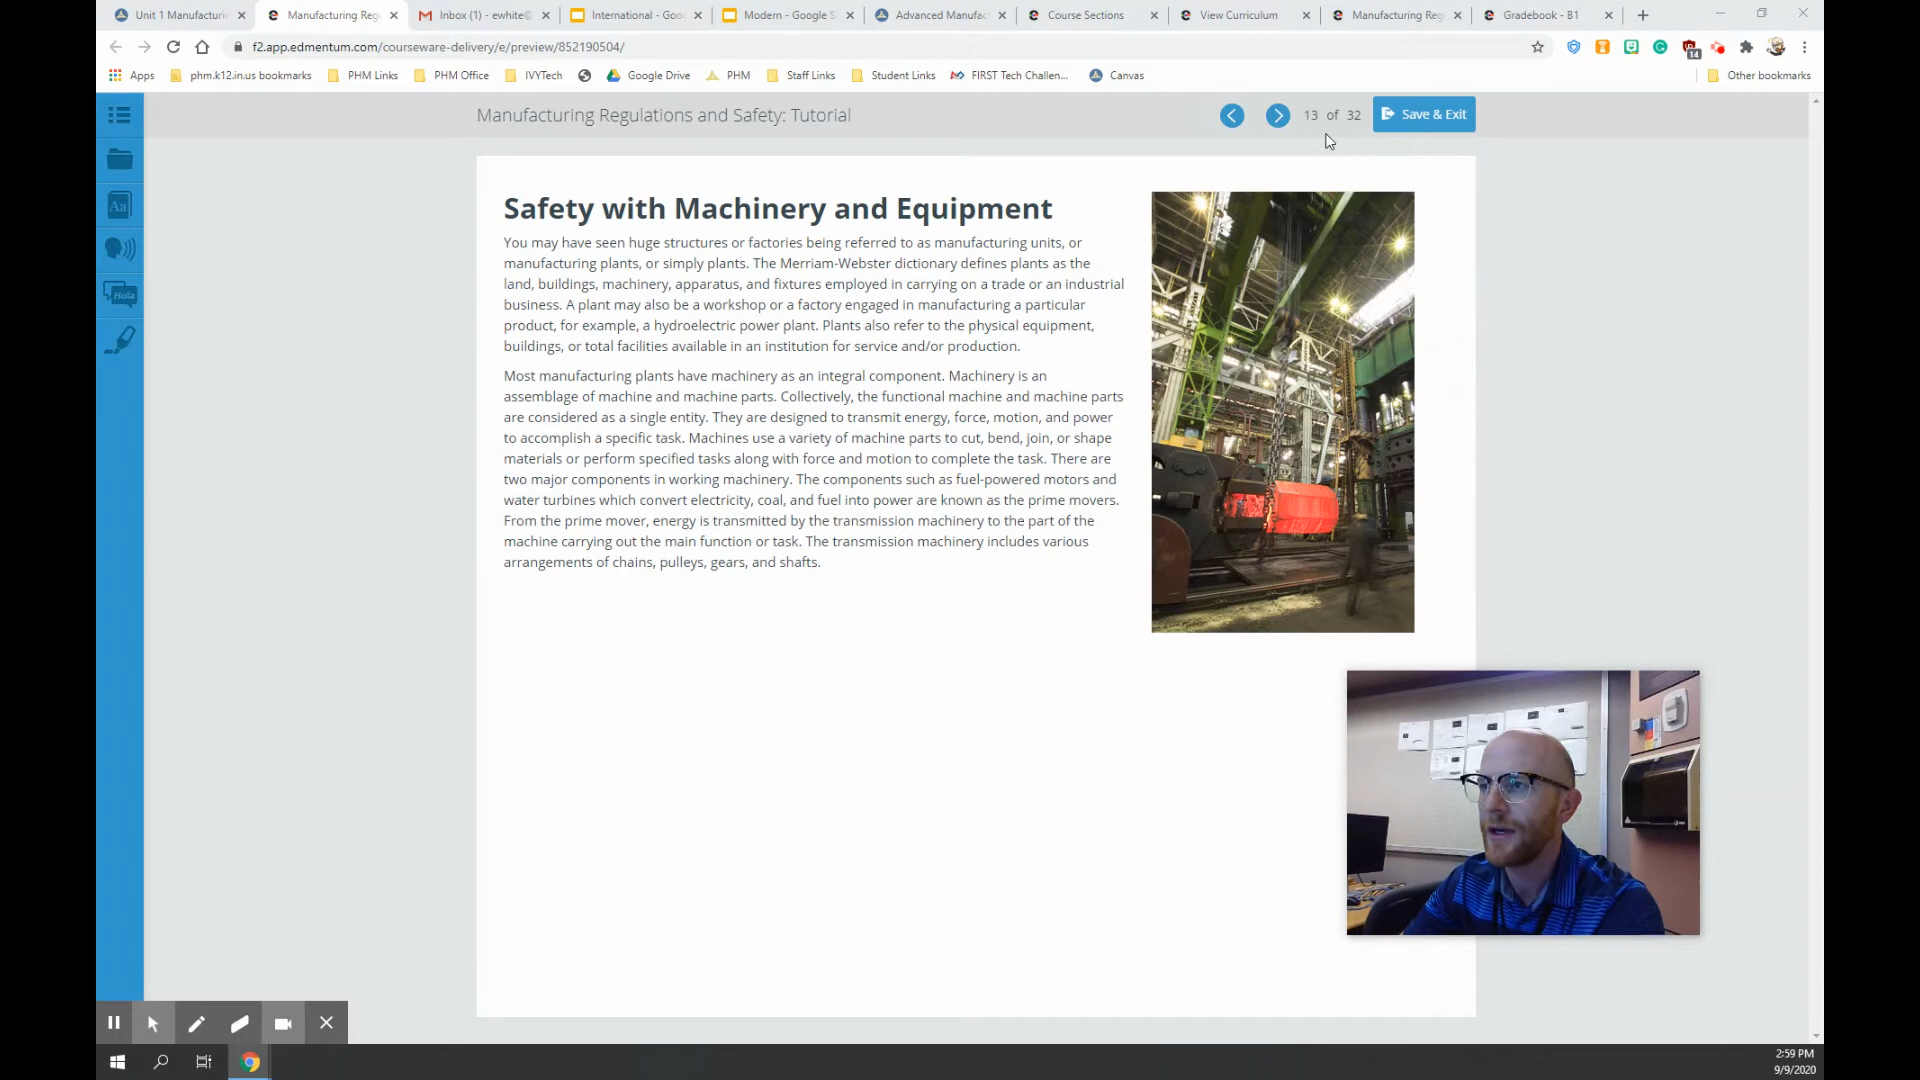 Unit 1 Manufacturin
Manufacturing Reg
Inbox (1) - ewhite@
International - Goo
Modern - Google S
Advanced Manufac
Course Sections
View Curriculum
Manufacturing Reg
Gradebook - B1
f2.app.edmentum.com/courseware-delivery/e/preview/852190504/
14
Apps
phm.k12.in.us bookmarks
PHM Links
PHM Office
IVYTech
Google Drive
PHM
Staff Links
Student Links
FIRST Tech Challen...
Canvas
Other bookmarks
Manufacturing Regulations and Safety: Tutorial
13 of 32
Save & Exit
Aa
Hola
Safety with Machinery and Equipment
You may have seen huge structures or factories being referred to as manufacturing units, or
manufacturing plants, or simply plants. The Merriam-Webster dictionary defines plants as the
land, buildings, machinery, apparatus, and fixtures employed in carrying on a trade or an industrial
business. A plant may also be a workshop or a factory engaged in manufacturing a particular
product, for example, a hydroelectric power plant. Plants also refer to the physical equipment,
buildings, or total facilities available in an institution for service and/or production.
Most manufacturing plants have machinery as an integral component. Machinery is an
assemblage of machine and machine parts. Collectively, the functional machine and machine parts
are considered as a single entity. They are designed to transmit energy, force, motion, and power
to accomplish a specific task. Machines use a variety of machine parts to cut, bend, join, or shape
materials or perform specified tasks along with force and motion to complete the task. There are
two major components in working machinery. The components such as fuel-powered motors and
water turbines which convert electricity, coal, and fuel into power are known as the prime movers.
From the prime mover, energy is transmitted by the transmission machinery to the part of the
machine carrying out the main function or task. The transmission machinery includes various
arrangements of chains, pulleys, gears, and shafts.
2:59 PM
9/9/2020